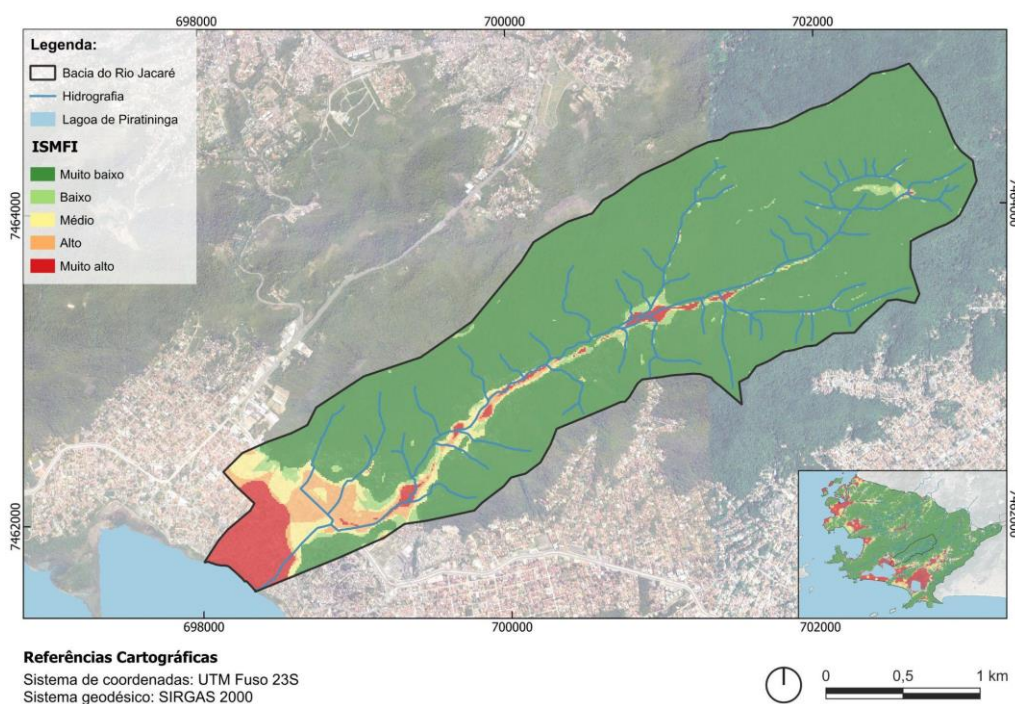 698000
700000
702000
Legenda:
Bacia do Rio Jacaré
Hidrografia
Lagoa de Piratininga
ISMFI
Muito baixo
Baixo
Médio
Alto
Muito alto
7464000
7464000
7462000
7462000
698000
700000
702000
Referências Cartográficas
Sistema de coordenadas: UTM Fuso 23S
Sistema geodésico: SIRGAS 2000
0
0,5
1 km